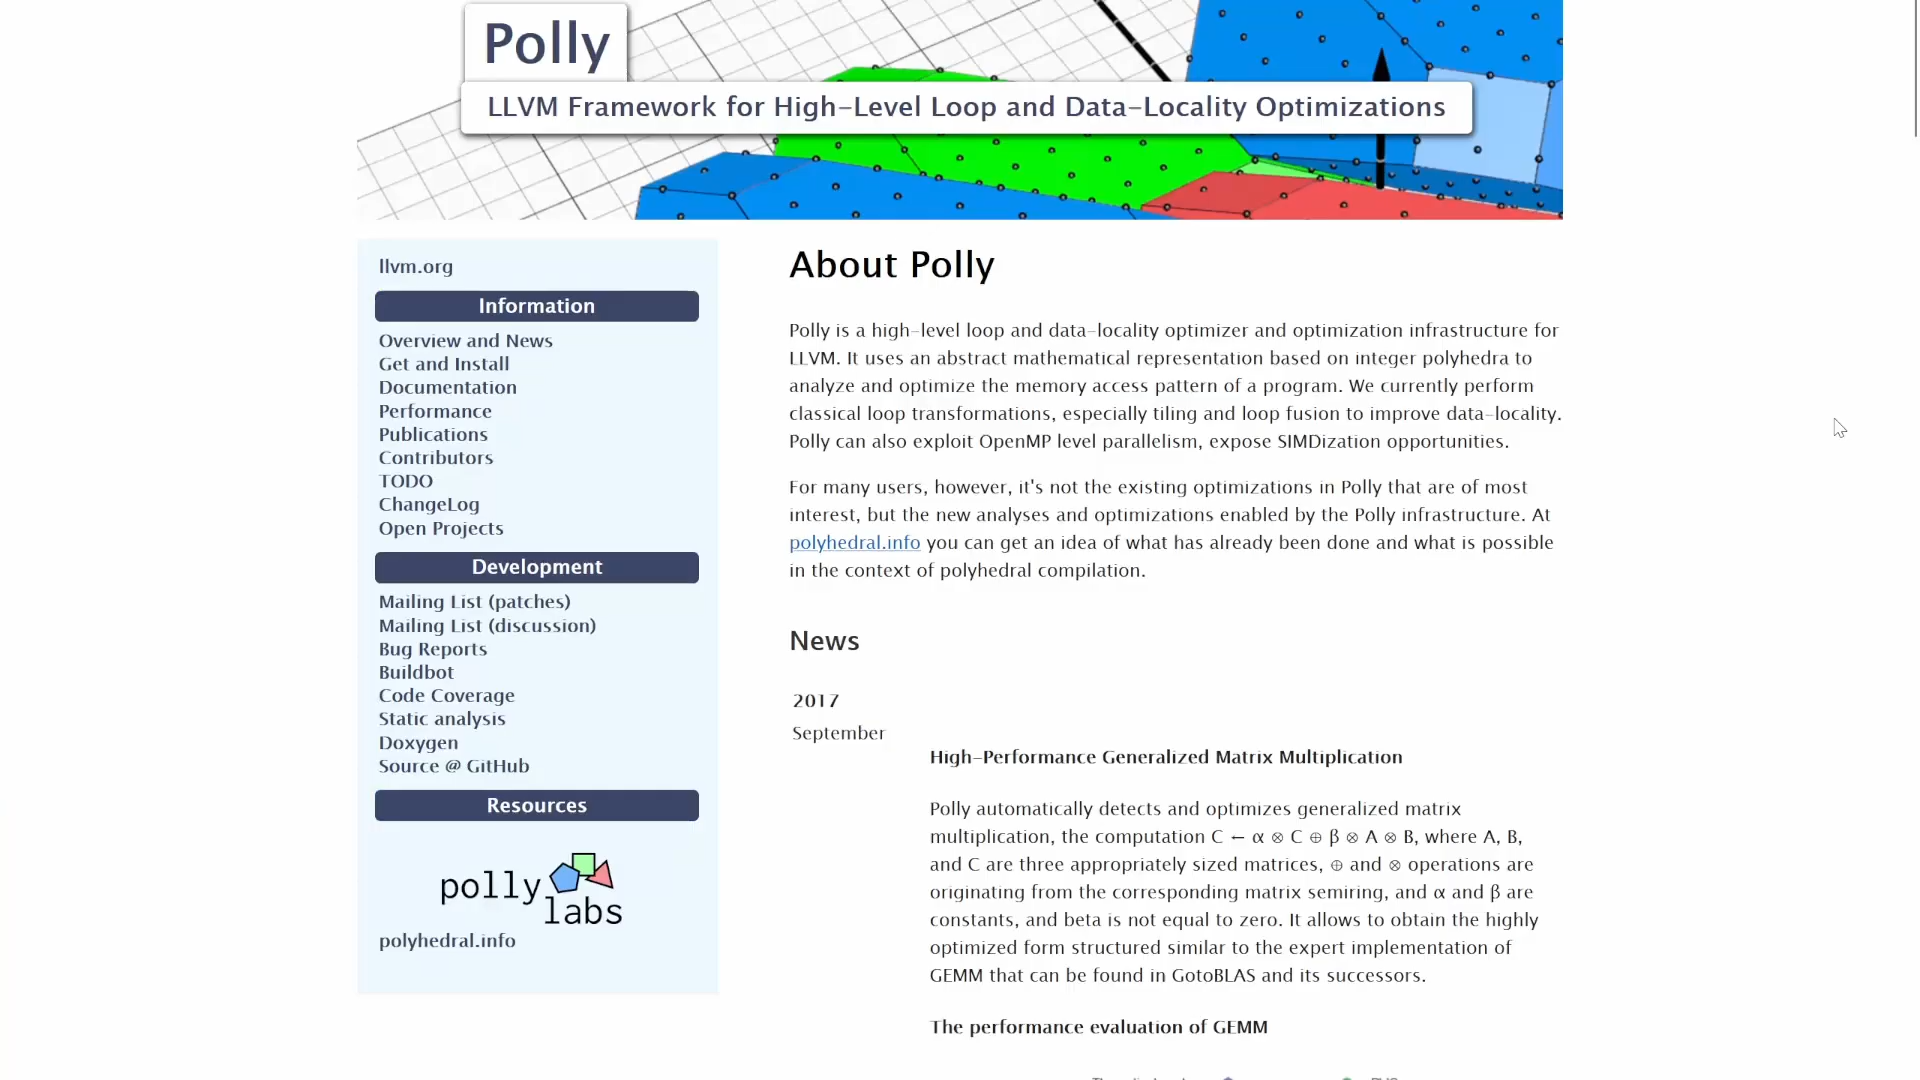 Polly
LLVM Framework for High-Level Loop and Data-Locality Optimizations
llvm.org
Information
Overview and News
Get and Install
Documentation
Performance
Publications
Contributors
TODO
ChangeLog
Open Projects
Development
Mailing List (patches)
Mailing List (discussion)
Bug Reports
Buildbot
Code Coverage
Static analysis
Doxygen
Source @ GitHub
Resources
polly
labs
polyhedral.info
About Polly
Polly is a high-level loop and data-locality optimizer and optimization infrastructure for
LLVM. It uses an abstract mathematical representation based on integer polyhedra to
analyze and optimize the memory access pattern of a program. We currently perform
classical loop transformations, especially tiling and loop fusion to improve data-locality.
Polly can also exploit OpenMP level parallelism, expose SIMDization opportunities.
For many users, however, it's not the existing optimizations in Polly that are of most
interest, but the new analyses and optimizations enabled by the Polly infrastructure. At
polyhedral.info you can get an idea of what has already been done and what is possible
in the context of polyhedral compilation.
News
2017
September
High-Performance Generalized Matrix Multiplication
Polly automatically detects and optimizes generalized matrix
multiplication, the computation C ← α ⊗ C ⊕ β ⊗ A ⊗ B, where A, B,
and C are three appropriately sized matrices, ⊕ and ⊗ operations are
originating from the corresponding matrix semiring, and α and β are
constants, and beta is not equal to zero. It allows to obtain the highly
optimized form structured similar to the expert implementation of
GEMM that can be found in GotoBLAS and its successors.
The performance evaluation of GEMM